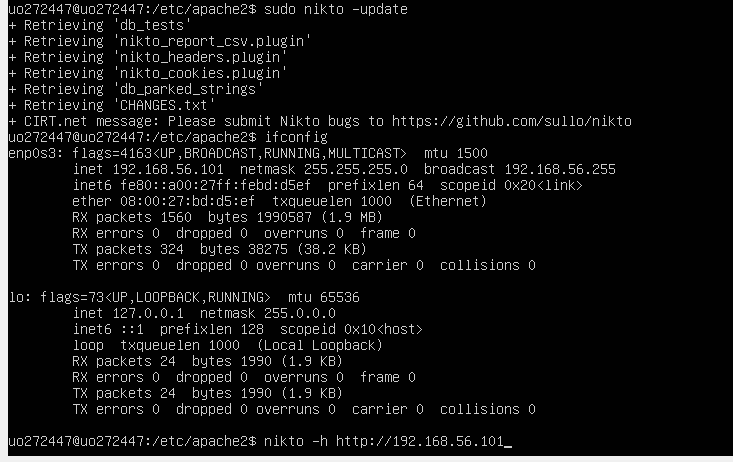 uo272447@uo272447:/etc/apache2$ sudo nikto -update
+ Retrieving 'db_tests'
+ Retrieving 'nikto_report_csv.plugin'
+ Retrieving 'nikto_headers.plugin'
+ Retrieving 'nikto_cookies.plugin'
+ Retrieving 'db_parked_strings'
+ Retrieving 'CHANGES.txt'
+ CIRT.net message: Please submit Nikto bugs to https://github.com/sullo/nikto
uo272447@uo272447:/etc/apache2$ ifconfig
enp0s3: flags=4163<UP,BROADCAST,RUNNING,MULTICAST>  mtu 1500
        inet 192.168.56.101  netmask 255.255.255.0  broadcast 192.168.56.255
        inet6 fe80::a00:27ff:febd:d5ef  prefixlen 64  scopeid 0x20<link>
        ether 08:00:27:bd:d5:ef  txqueuelen 1000  (Ethernet)
        RX packets 1560  bytes 1990587 (1.9 MB)
        RX errors 0  dropped 0  overruns 0  frame 0
        TX packets 324  bytes 38275 (38.2 KB)
        TX errors 0  dropped 0 overruns 0  carrier 0  collisions 0

lo: flags=73<UP,LOOPBACK,RUNNING>  mtu 65536
        inet 127.0.0.1  netmask 255.0.0.0
        inet6 ::1  prefixlen 128  scopeid 0x10<host>
        loop  txqueuelen 1000  (Local Loopback)
        RX packets 24  bytes 1990 (1.9 KB)
        RX errors 0  dropped 0  overruns 0  frame 0
        TX packets 24  bytes 1990 (1.9 KB)
        TX errors 0  dropped 0 overruns 0  carrier 0  collisions 0

uo272447@uo272447:/etc/apache2$ nikto -h http://192.168.56.101_